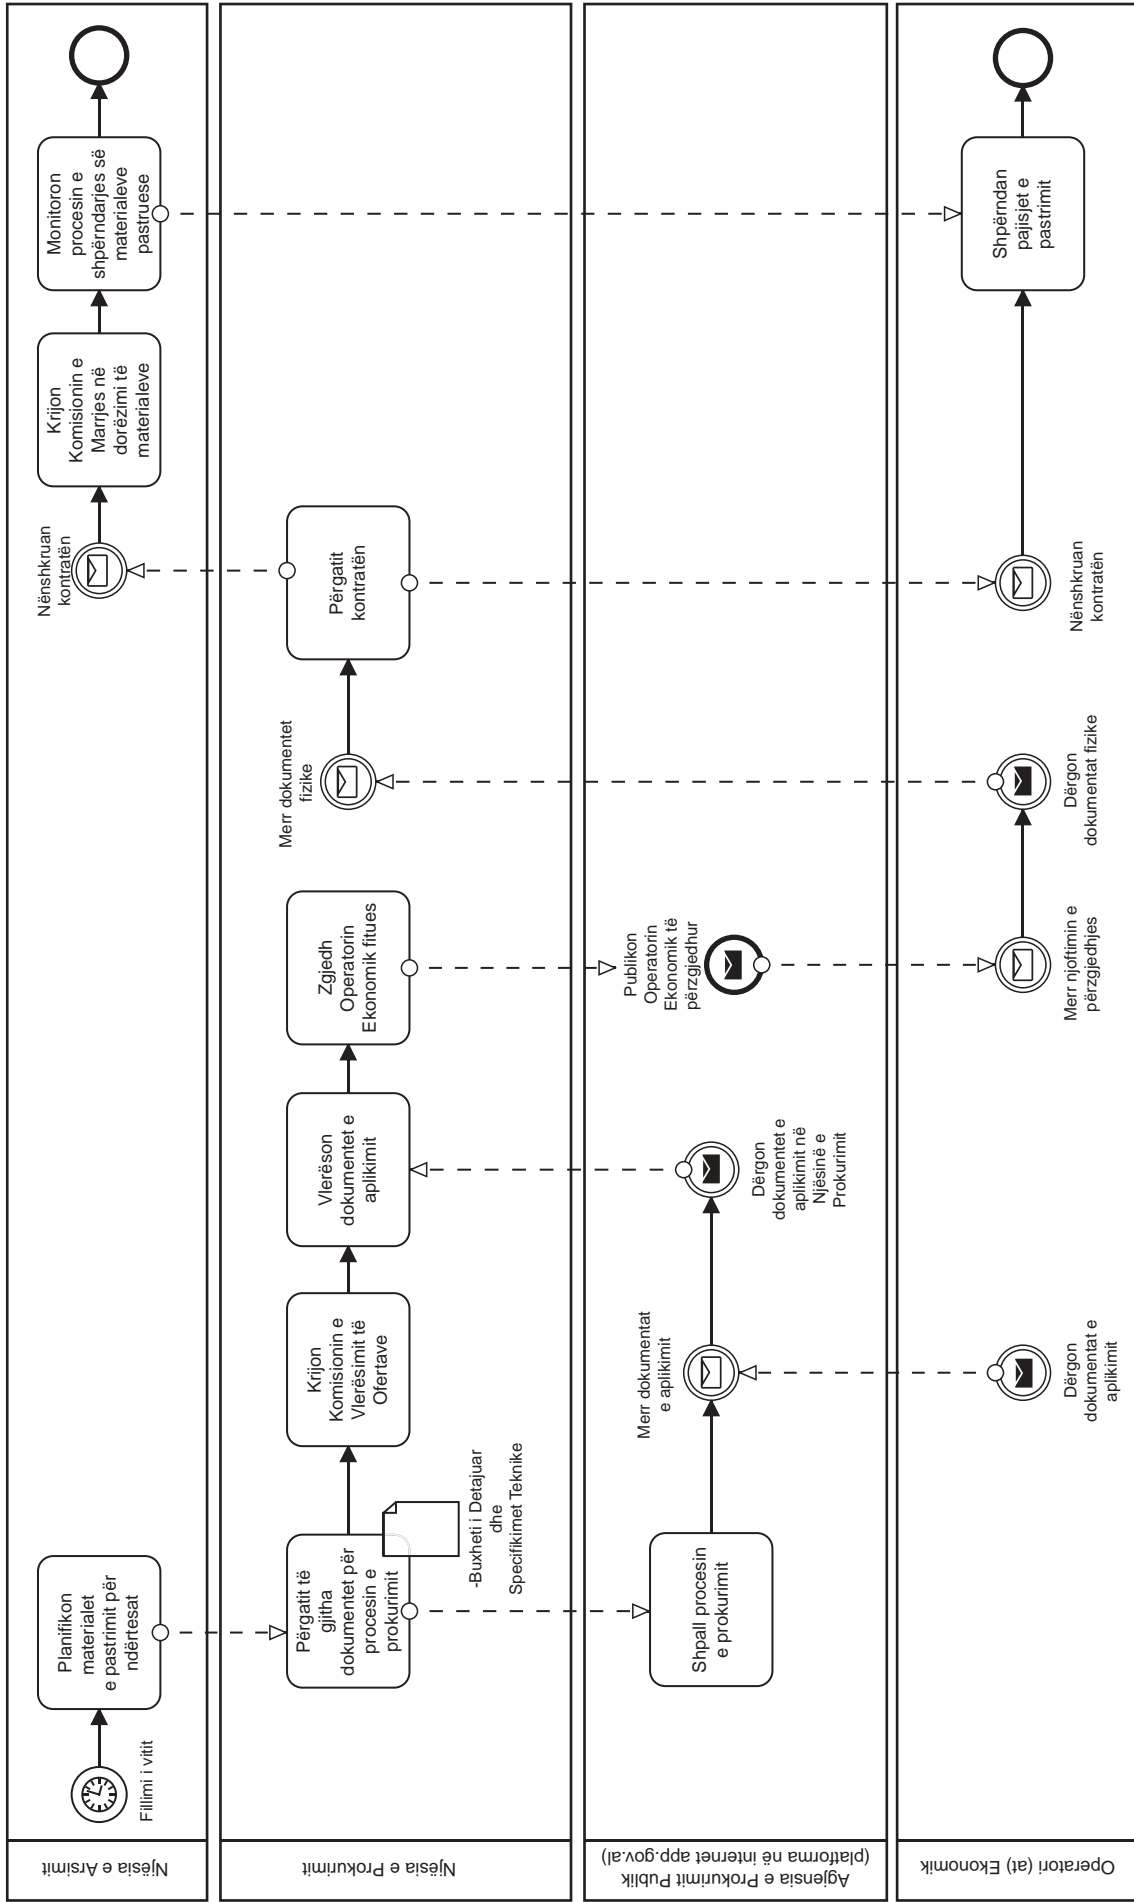 Njësia e Arsimit
Fillimi i vitit
Planifikon
materialet
e pastrimit për
ndërtesat
Nënshkruan
kontratën
Krijon
Komisionin e
Marrjes në
dorëzimi të
materialeve
Monitoron
procesin e
shpërndarjes së
materialeve
pastruese
Njësia e Prokurimit
Përgatit të
gjitha
dokumentet për
procesin e
prokurimit
-Buxheti i Detajuar
dhe
Specifikimet Teknike
Krijon
Komisionin e
Vlerësimit të
Ofertave
Vlerëson
dokumentet e
aplikimit
Zgjedh
Operatorin
Ekonomik fitues
Merr dokumentet
fizike
Përgatit
kontratën
Agjensia e Prokurimit Publik
(platforma në internet app.gov.al)
Shpall procesin
e prokurimit
Merr dokumentat
e aplikimit
Dërgon
dokumentet e
aplikimit në
Njësinë e
Prokurimit
Publikon
Operatorin
Ekonomik të
përzgjedhur
Operatori (at) Ekonomik
Dërgon
dokumentat e
aplikimit
Merr njoftimin e
përzgjedhjes
Dërgon
dokumentat fizike
Nënshkruan
kontratën
Shpërndan
pajisjet e
pastrimit